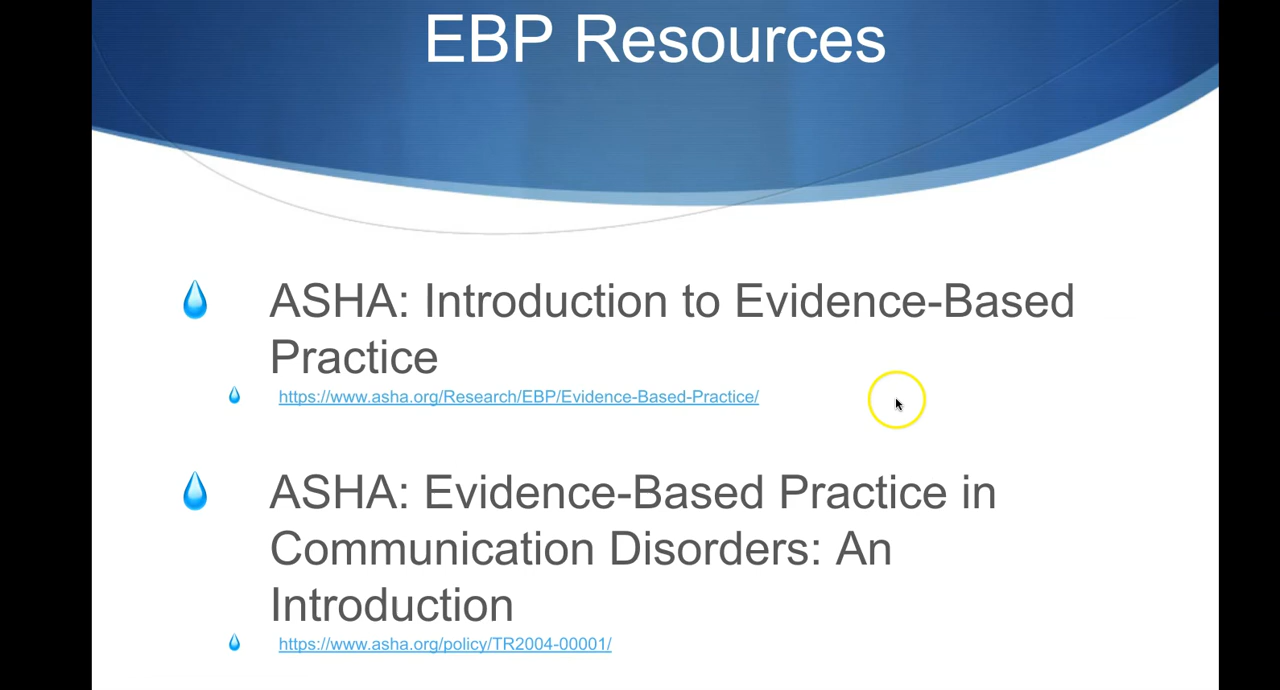 EBP Resources
ASHA: Introduction to Evidence-Based
Practice
https://www.asha.org/Research/EBP/Evidence-Based-Practice/
ASHA: Evidence-Based Practice in
Communication Disorders: An
Introduction
https://www.asha.org/policy/TR2004-00001/